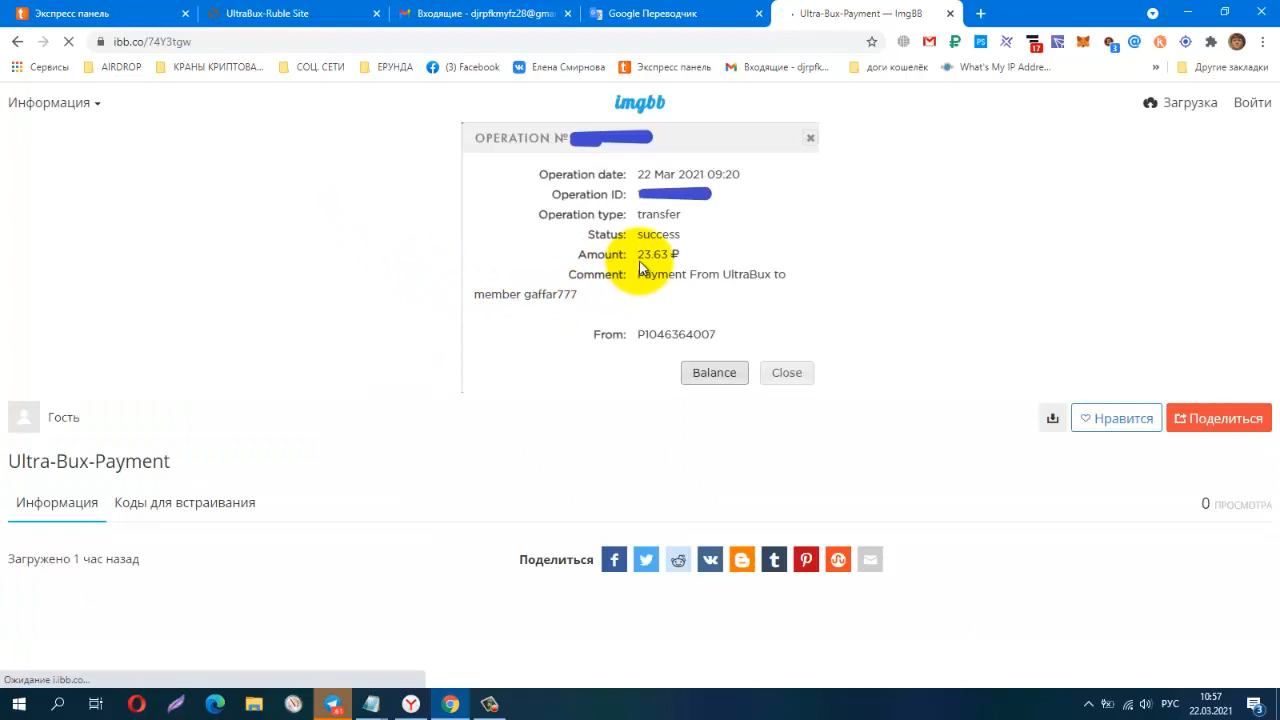 Экспресс панель
UltraBux-Ruble Site
Входящие - djrpfkmyfz28@gma
Google Переводчик
Ultra-Bux-Payment — ImgBB
ibb.co/74Y3tgw
17
3
Сервисы
AIRDROP
КРАНЫ КРИПТОВА...
СОЦ. СЕТИ
ЕРУНДА
(3) Facebook
Елена Смирнова
Экспресс панель
Входящие - djrpfk...
доги кошелёк
What's My IP Addre...
»
Другие закладки
Информация
imgbb
Загрузка
Войти
OPERATION №
Operation date: 22 Mar 2021 09:20
Operation ID:
Operation type: transfer
Status: success
Amount: 23.63 ₽
Comment: Payment From UltraBux to
member gaffar777
From: P1046364007
Balance
Close
Гость
Нравится
Поделиться
Ultra-Bux-Payment
Информация
Коды для встраивания
0 ПРОСМОТРА
Загружено 1 час назад
Поделиться
Ожидание i.ibb.co...
РУС
10:57
22.03.2021
3